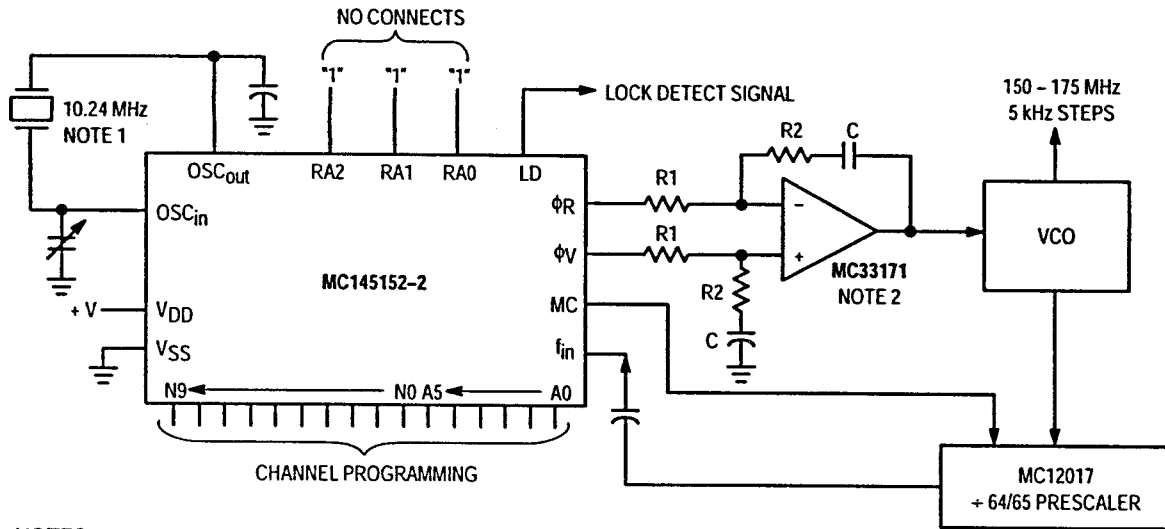 NO CONNECTS
"1" "1" "1"
10.24 MHz
NOTE 1
LOCK DETECT SIGNAL
150 – 175 MHz
5 kHz STEPS
OSCout RA2 RA1 RA0 LD
OSCin
ϕR
ϕV
MC
fin
MC145152–2
+ V
VDD
VSS
N9 N0 A5 A0
CHANNEL PROGRAMMING
R1
R1
R2 C
R2
C
–
+
MC33171
NOTE 2
VCO
MC12017
÷ 64/65 PRESCALER